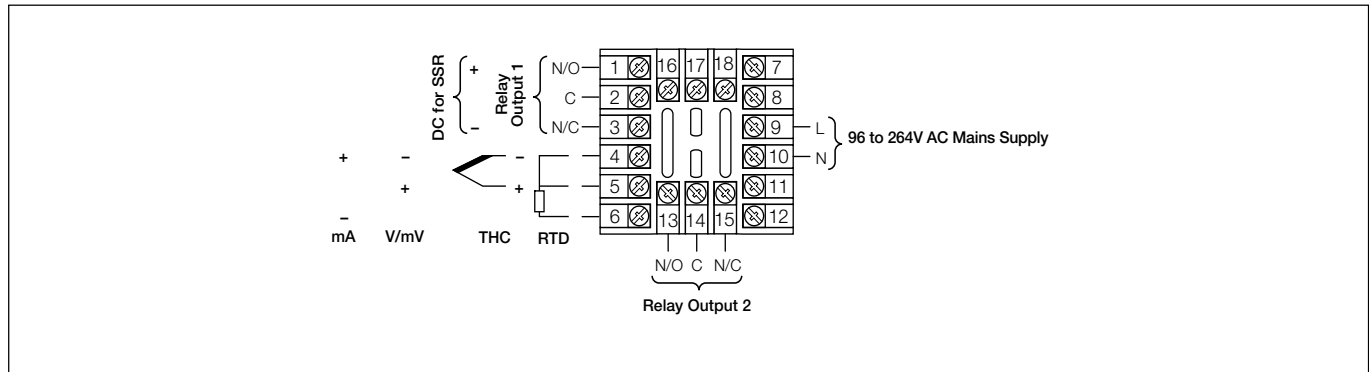 DC for SSR
+
–
Relay
Output 1
N/O
C
N/C
1
2
3
4
5
6
16 17 18
7
8
9
10
11
12
L
N
96 to 264V AC Mains Supply
+ – –
+ +
–
mA V/mV THC RTD
13 14 15
N/O C N/C
Relay Output 2